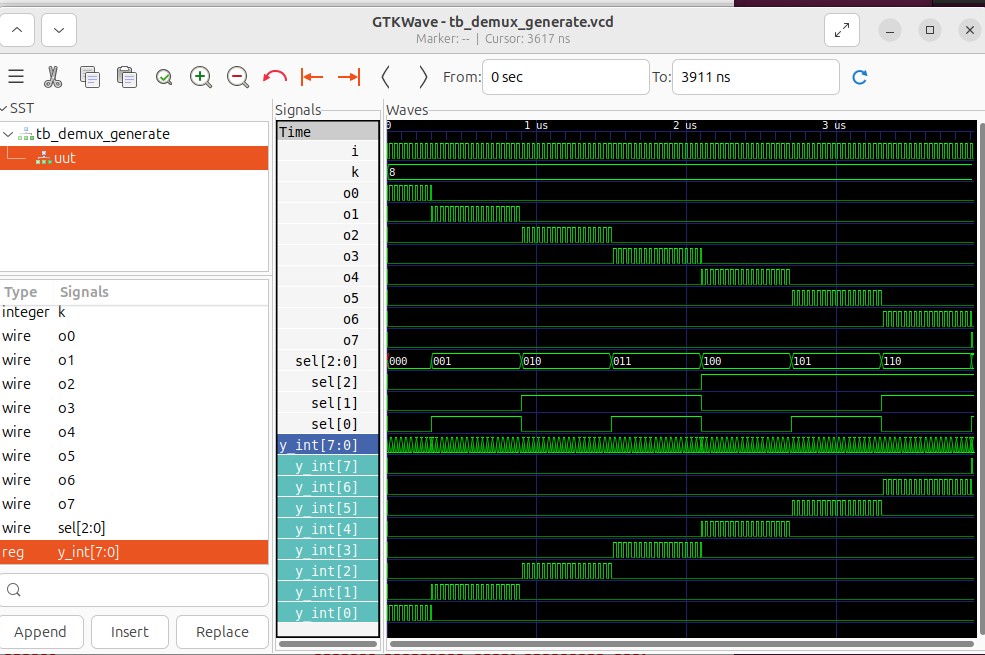 GTKWave - tb_demux_generate.vcd
Marker: -- | Cursor: 3617 ns
From: 0 sec To: 3911 ns
SST
tb_demux_generate
uut
Type Signals
integer k
wire o0
wire o1
wire o2
wire o3
wire o4
wire o5
wire o6
wire o7
wire sel[2:0]
reg y_int[7:0]
Append Insert Replace
Signals
Time
i
k
o0
o1
o2
o3
o4
o5
o6
o7
sel[2:0]
sel[2]
sel[1]
sel[0]
y_int[7:0]
y_int[7]
y_int[6]
y_int[5]
y_int[4]
y_int[3]
y_int[2]
y_int[1]
y_int[0]
Waves
0 1 us 2 us 3 us
8
000 001 010 011 100 101 110